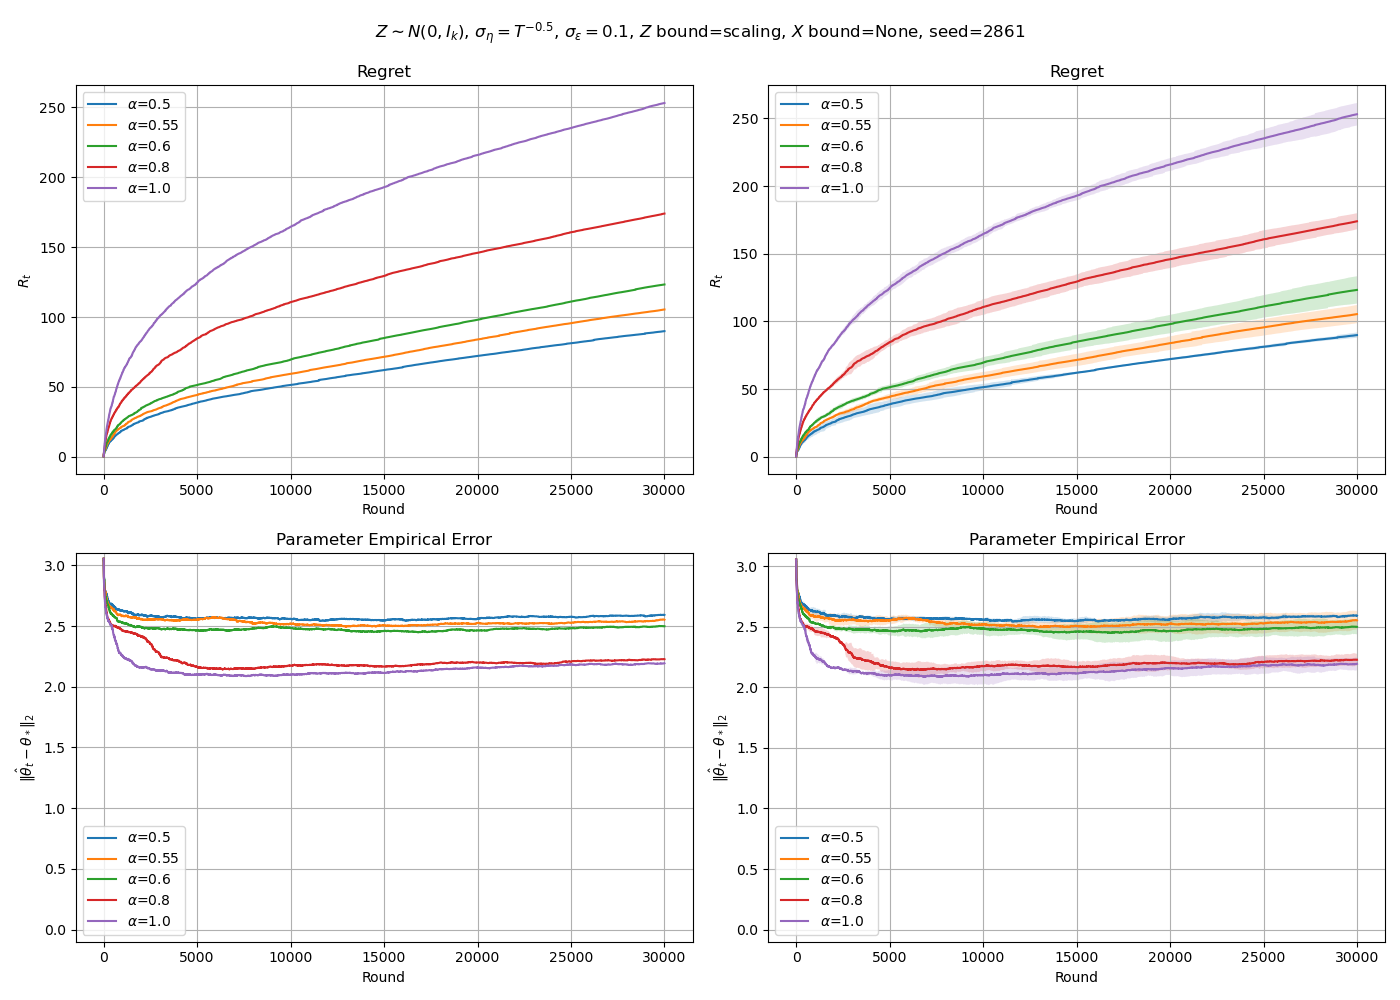 Z ~ N(0, I_k), σ_η = T^{−0.5}, σ_ε = 0.1, Z bound=scaling, X bound=None, seed=2861
Regret
R_t
250
200
150
100
50
0
α=0.5
α=0.55
α=0.6
α=0.8
α=1.0
0 5000 10000 15000 20000 25000 30000
Round
Regret
R_t
250
200
150
100
50
0
α=0.5
α=0.55
α=0.6
α=0.8
α=1.0
0 5000 10000 15000 20000 25000 30000
Round
Parameter Empirical Error
‖θ̂_t − θ_*‖_2
3.0
2.5
2.0
1.5
1.0
0.5
0.0
α=0.5
α=0.55
α=0.6
α=0.8
α=1.0
0 5000 10000 15000 20000 25000 30000
Round
Parameter Empirical Error
‖θ̂_t − θ_*‖_2
3.0
2.5
2.0
1.5
1.0
0.5
0.0
α=0.5
α=0.55
α=0.6
α=0.8
α=1.0
0 5000 10000 15000 20000 25000 30000
Round